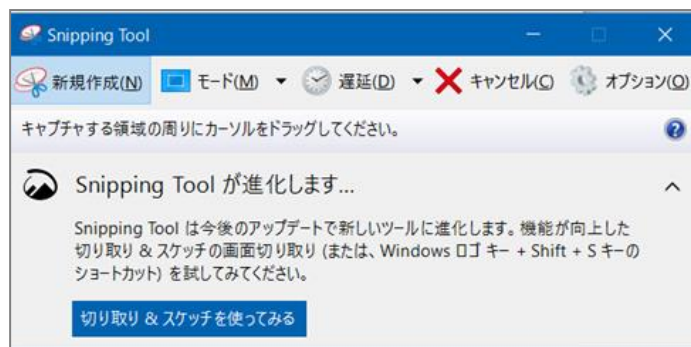 Snipping Tool
新規作成(N) モード(M) 遅延(D) キャンセル(C) オプション(O)
キャプチャする領域の周りにカーソルをドラッグしてください。
Snipping Tool が進化します...
Snipping Tool は今後のアップデートで新しいツールに進化します。機能が向上した
切り取り & スケッチの画面切り取り (または、Windows ロゴ キー + Shift + S キーの
ショートカット) を試してみてください。
切り取り & スケッチを使ってみる